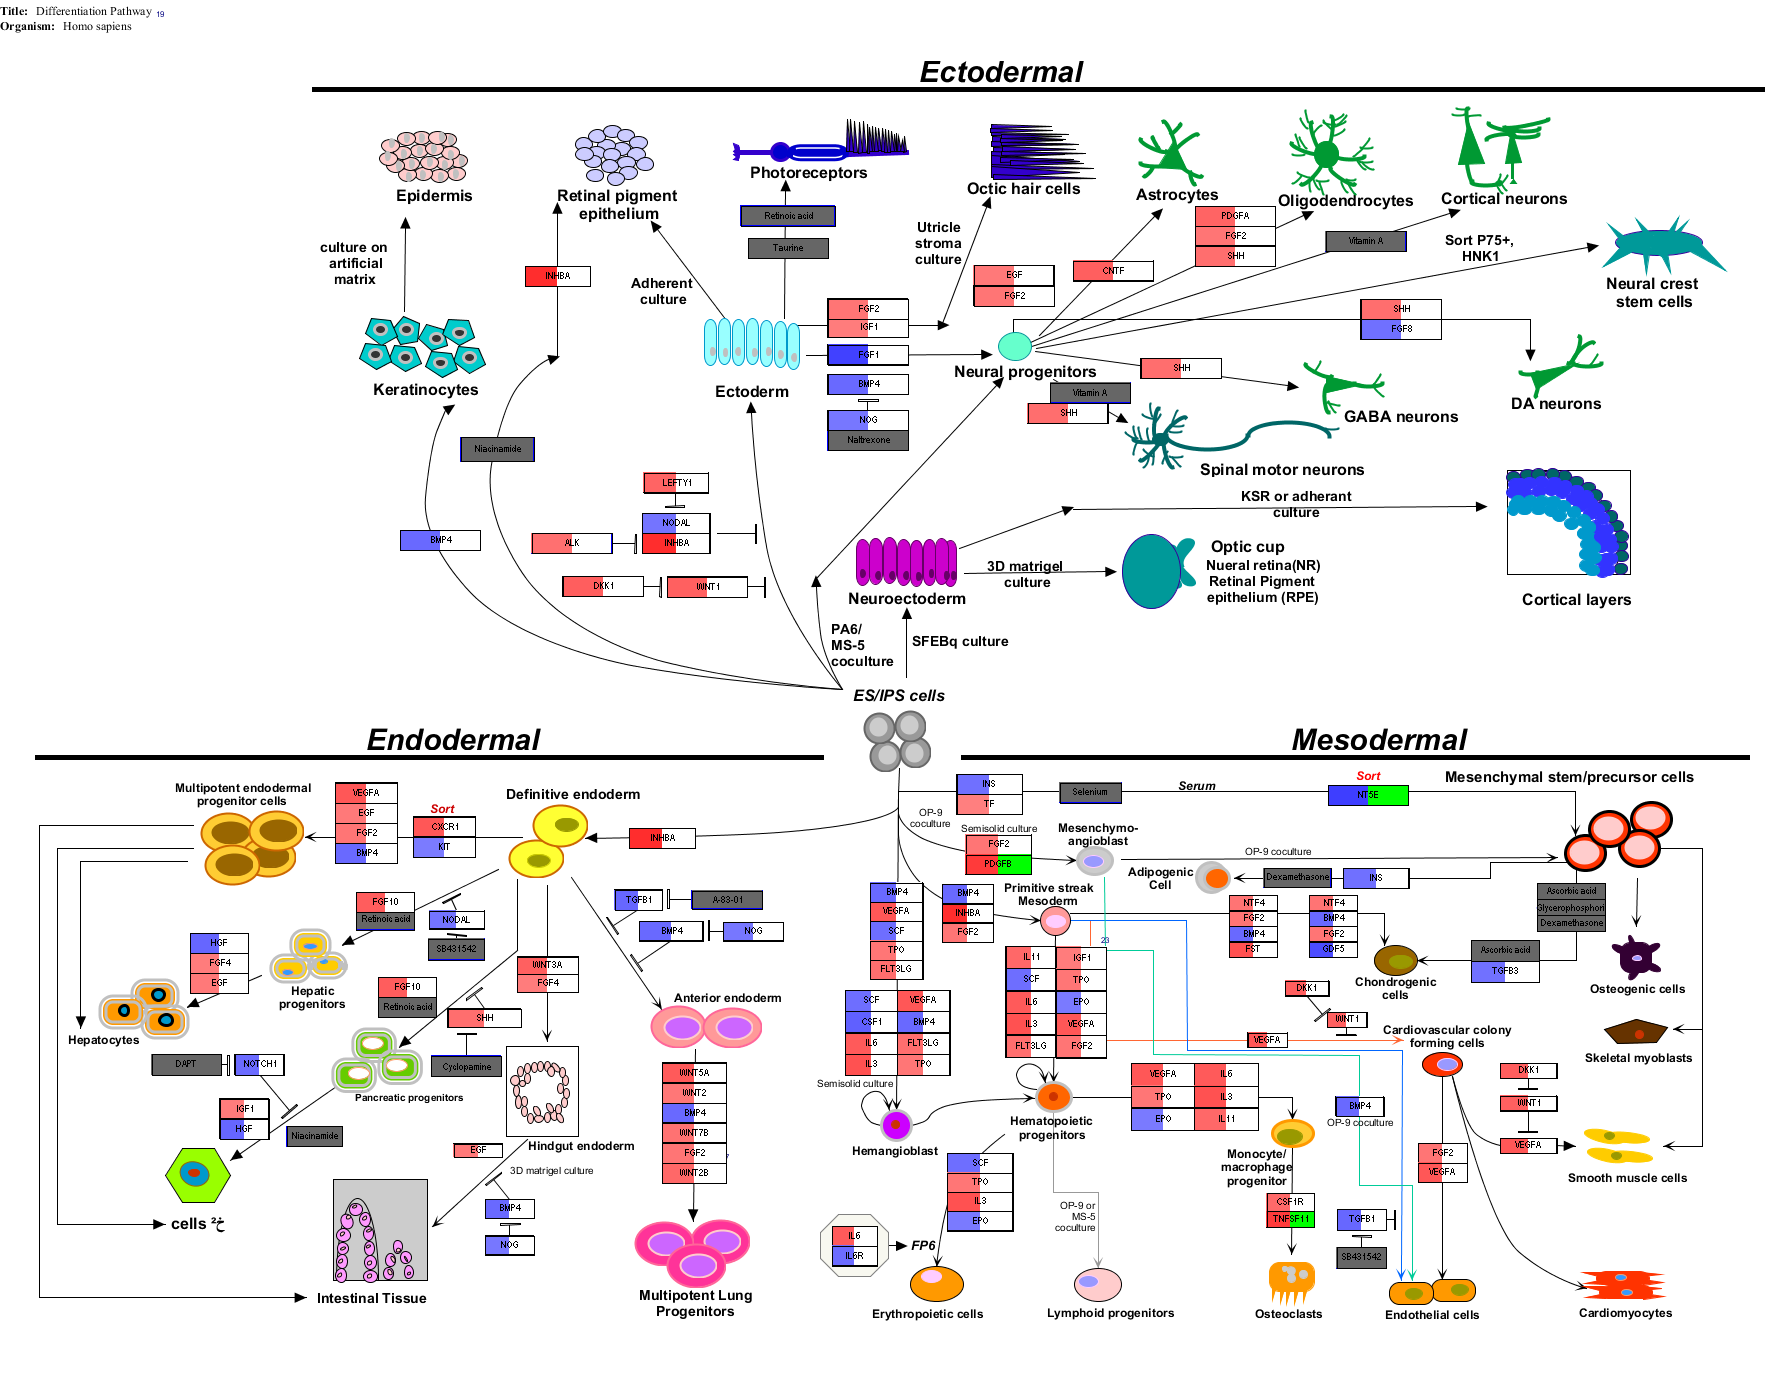 Title: Differentiation Pathway 19
Organism: Homo sapiens
Ectodermal
Epidermis
Retinal pigment
epithelium
Photoreceptors
Octic hair cells
Astrocytes
Oligodendrocytes
Cortical neurons
Retinoic acid
Taurine
PDGFA
FGF2
SHH
Vitamin A
Sort P75+,
HNK1
Neural crest
stem cells
culture on
artificial
matrix
INHBA
Adherent
culture
Utricle
stroma
culture
EGF
FGF2
CNTF
FGF2
IGF1
SHH
FGF8
FGF1
BMP4
NOG
Naltrexone
Keratinocytes
Ectoderm
Neural progenitors
SHH
Vitamin A
SHH
GABA neurons
DA neurons
Spinal motor neurons
Niacinamide
LEFTY1
NODAL
INHBA
ALK
BMP4
DKK1
WNT1
KSR or adherant
culture
3D matrigel
culture
Optic cup
Nueral retina(NR)
Retinal Pigment
epithelium (RPE)
Cortical layers
Neuroectoderm
PA6/
MS-5
coculture
SFEBq culture
ES/IPS cells
Endodermal
Mesodermal
Multipotent endodermal
progenitor cells
VEGFA
EGF
FGF2
BMP4
Sort
CXCR1
KIT
Definitive endoderm
INHBA
FGF10
Retinoic acid
NODAL
SB431542
TGFB1
A-83-01
BMP4
NOG
HGF
FGF4
EGF
Hepatic
progenitors
Hepatocytes
FGF10
Retinoic acid
WNT3A
FGF4
SHH
Cyclopamine
Anterior endoderm
DAPT
NOTCH1
Pancreatic progenitors
IGF1
HGF
Niacinamide
Hindgut endoderm
EGF
3D matrigel culture
BMP4
NOG
cells ²خ
Intestinal Tissue
WNT5A
WNT2
BMP4
WNT7B
FGF2
WNT2B
7
Multipotent Lung
Progenitors
INS
TF
Selenium
Serum
Sort
NT5E
Mesenchymal stem/precursor cells
OP-9
coculture
Semisolid culture
FGF2
PDGFB
Mesenchymo-
angioblast
OP-9 coculture
Adipogenic
Cell
Dexamethasone
INS
Ascorbic acid
Glycerophosphori
Dexamethasone
BMP4
VEGFA
SCF
TPO
FLT3LG
BMP4
INHBA
FGF2
Primitive streak
Mesoderm
23
NTF4
FGF2
BMP4
FST
NTF4
BMP4
FGF2
GDF5
Ascorbic acid
TGFB3
Chondrogenic
cells
Osteogenic cells
IL11
SCF
IL6
IL3
FLT3LG
IGF1
TPO
EPO
VEGFA
FGF2
SCF
CSF1
IL6
IL3
VEGFA
BMP4
FLT3LG
TPO
Semisolid culture
DKK1
WNT1
VEGFA
Cardiovascular colony
forming cells
Skeletal myoblasts
Hemangioblast
Hematopoietic
progenitors
VEGFA
TPO
EPO
IL6
IL3
IL11
BMP4
OP-9 coculture
DKK1
WNT1
VEGFA
Smooth muscle cells
Monocyte/
macrophage
progenitor
FGF2
VEGFA
SCF
TPO
IL3
EPO
OP-9 or
MS-5
coculture
CSF1R
TNFSF11
TGFB1
SB431542
IL6
IL6R
FP6
Erythropoietic cells
Lymphoid progenitors
Osteoclasts
Endothelial cells
Cardiomyocytes